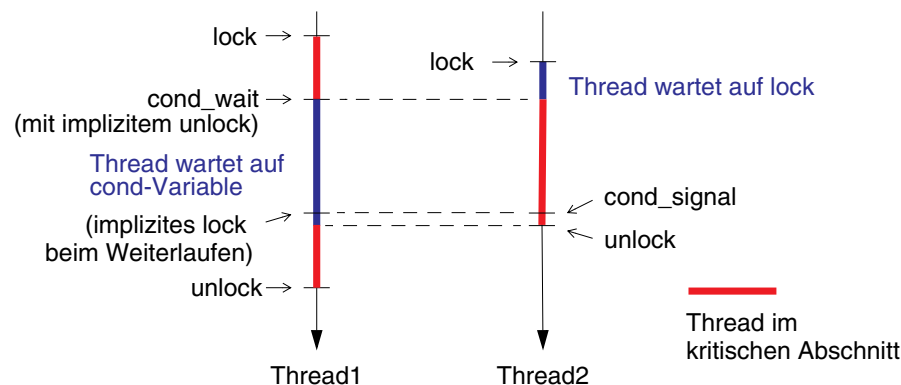 lock
cond_wait
(mit implizitem unlock)
Thread wartet auf
cond-Variable
(implizites lock
beim Weiterlaufen)
unlock
Thread1
lock
Thread wartet auf lock
cond_signal
unlock
Thread2
Thread im
kritischen Abschnitt